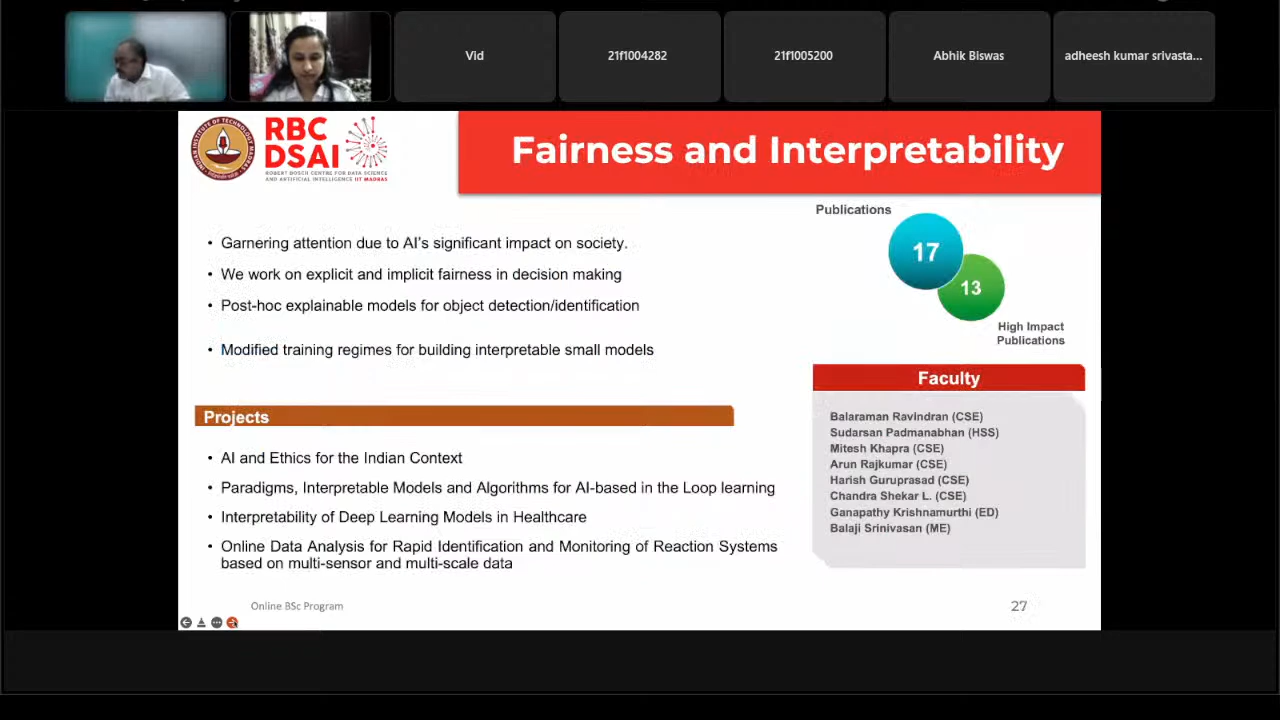 Vid
21f1004282
21f1005200
Abhik Biswas
adheesh kumar srivasta...
RBC
DSAI
ROBERT BOSCH CENTRE FOR DATA SCIENCE
AND ARTIFICIAL INTELLIGENCE IIT MADRAS
Fairness and Interpretability
• Garnering attention due to AI's significant impact on society.
• We work on explicit and implicit fairness in decision making
• Post-hoc explainable models for object detection/identification
• Modified training regimes for building interpretable small models
Publications
17
13
High Impact
Publications
Projects
• AI and Ethics for the Indian Context
• Paradigms, Interpretable Models and Algorithms for AI-based in the Loop learning
• Interpretability of Deep Learning Models in Healthcare
• Online Data Analysis for Rapid Identification and Monitoring of Reaction Systems
based on multi-sensor and multi-scale data
Faculty
Balaraman Ravindran (CSE)
Sudarsan Padmanabhan (HSS)
Mitesh Khapra (CSE)
Arun Rajkumar (CSE)
Harish Guruprasad (CSE)
Chandra Shekar L. (CSE)
Ganapathy Krishnamurthi (ED)
Balaji Srinivasan (ME)
Online BSc Program
27